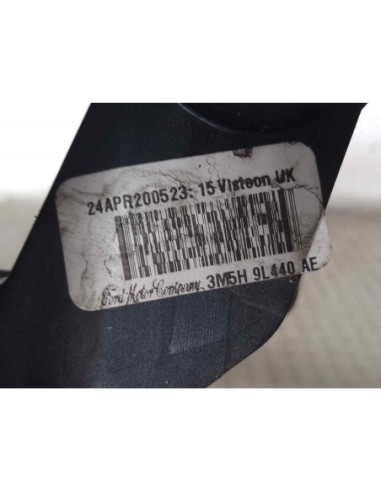 24APR200523:15 Visteon UK
Ford Motor Company 3M5H 9L440 AE